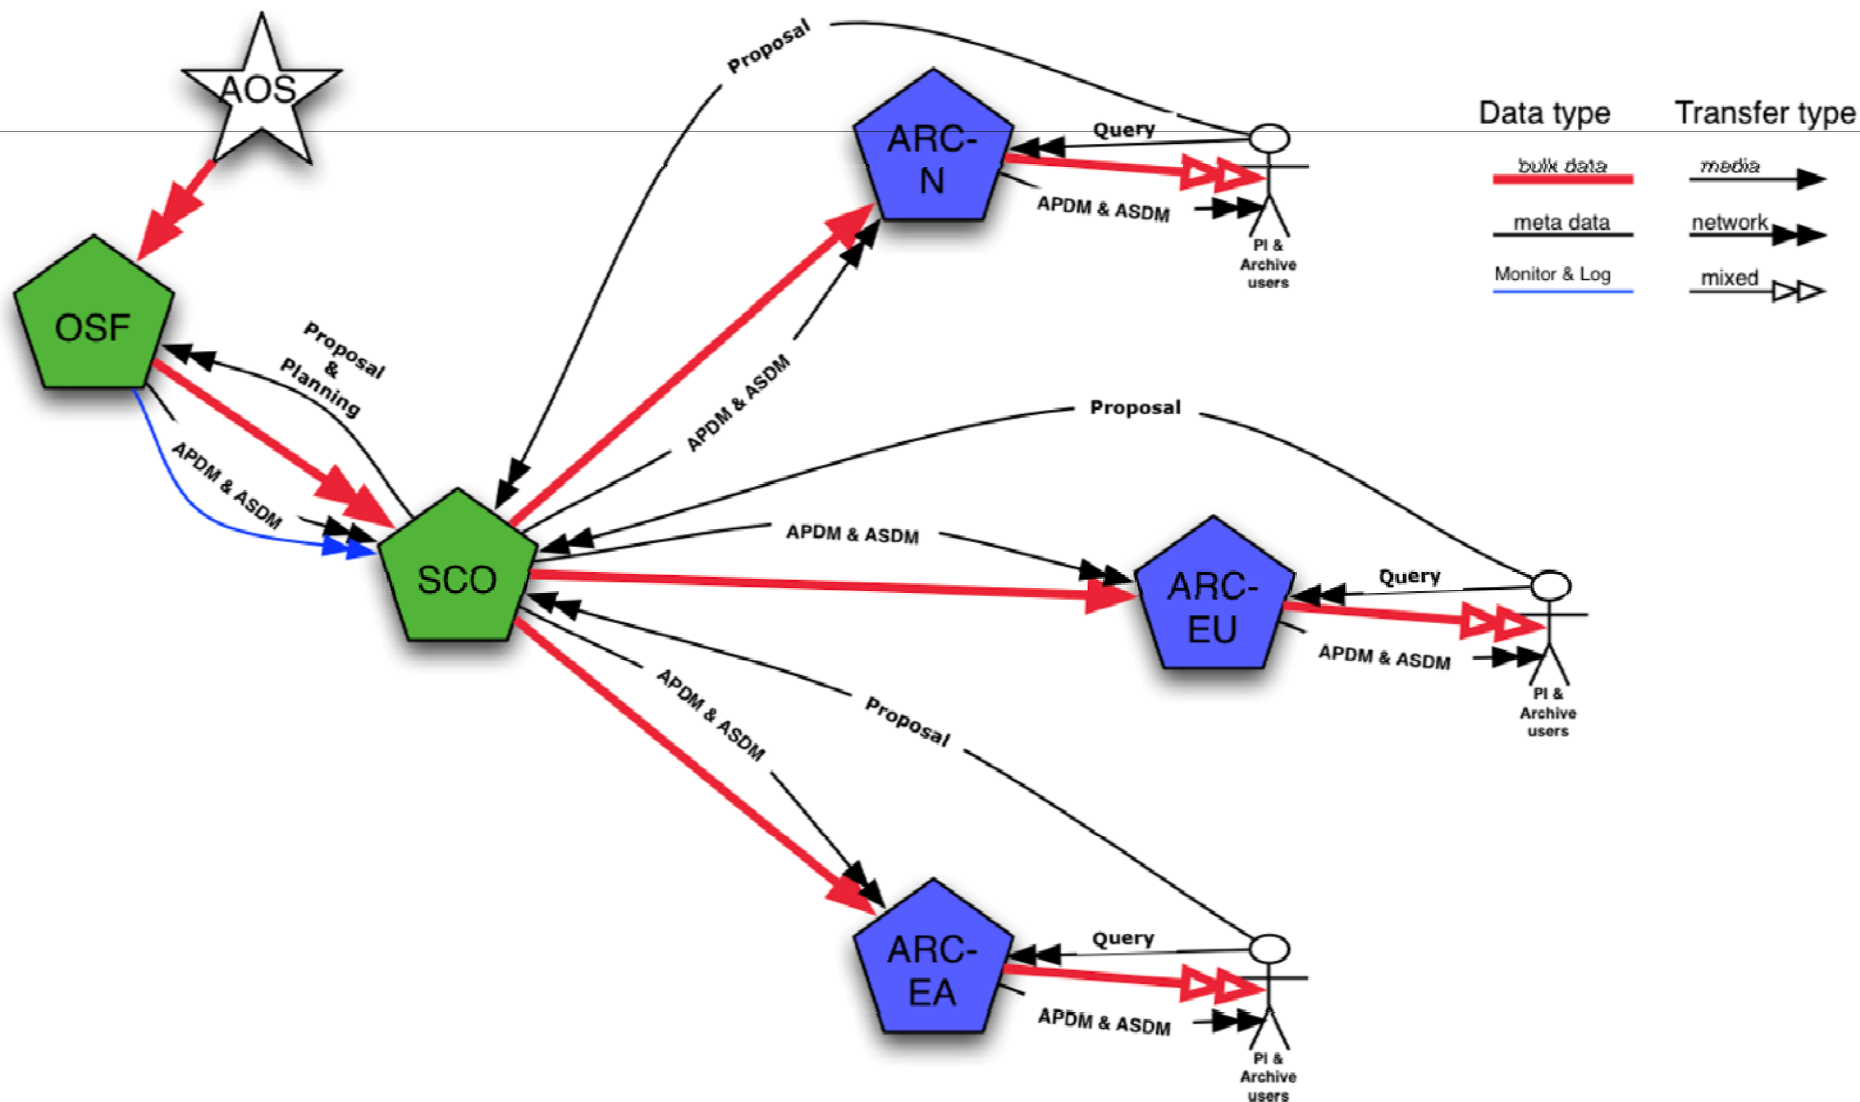 AOS
Proposal
ARC-
N
Query
APDM & ASDM
PI &
Archive
users
Data type
Transfer type
bulk data
media
meta data
network
Monitor & Log
mixed
OSF
Proposal
&
Planning
APDM & ASDM
APDM & ASDM
SCO
Proposal
APDM & ASDM
ARC-
EU
Query
APDM & ASDM
PI &
Archive
users
APDM & ASDM
Proposal
ARC-
EA
Query
APDM & ASDM
PI &
Archive
users